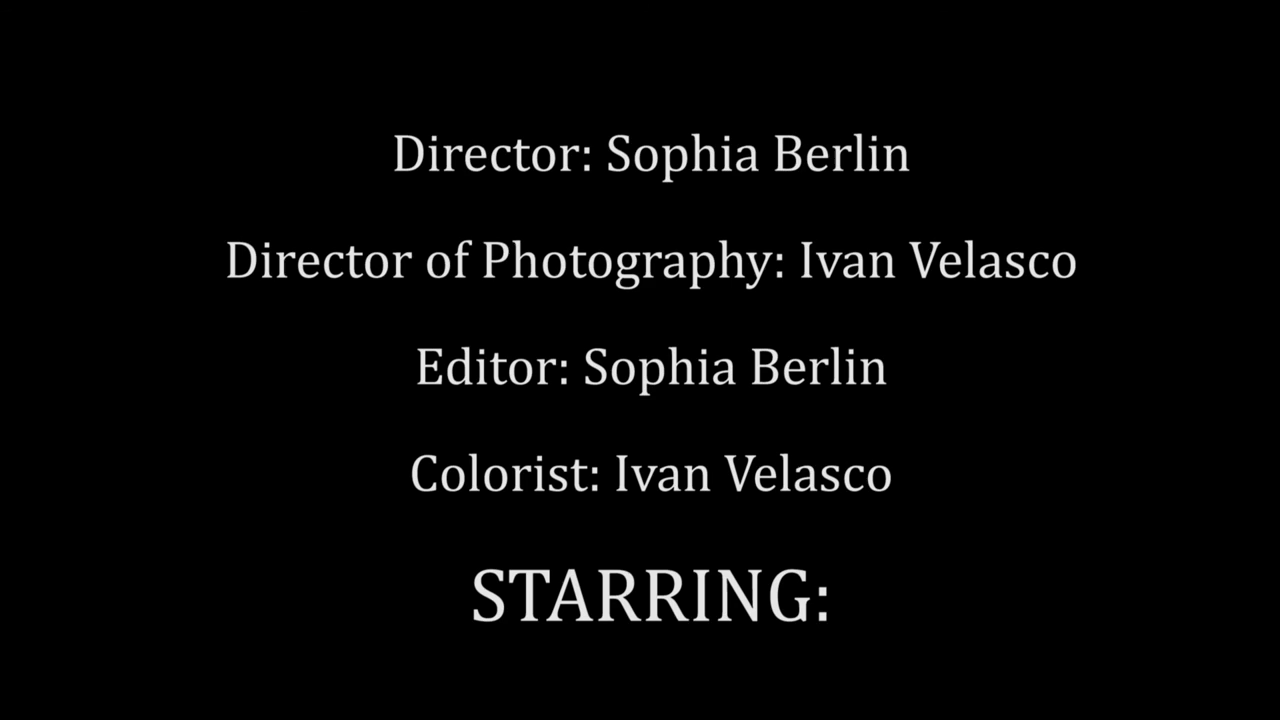 Director: Sophia Berlin
Director of Photography: Ivan Velasco
Editor: Sophia Berlin
Colorist: Ivan Velasco
STARRING: